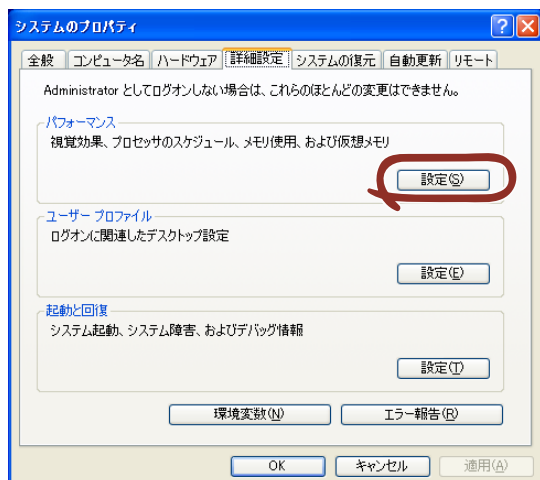 システムのプロパティ
全般 コンピュータ名 ハードウェア 詳細設定 システムの復元 自動更新 リモート
Administrator としてログオンしない場合は、これらのほとんどの変更はできません。
パフォーマンス
視覚効果、プロセッサのスケジュール、メモリ使用、および仮想メモリ
設定(S)
ユーザー プロファイル
ログオンに関連したデスクトップ設定
設定(E)
起動と回復
システム起動、システム障害、およびデバッグ情報
設定(T)
環境変数(N) エラー報告(R)
OK キャンセル 適用(A)